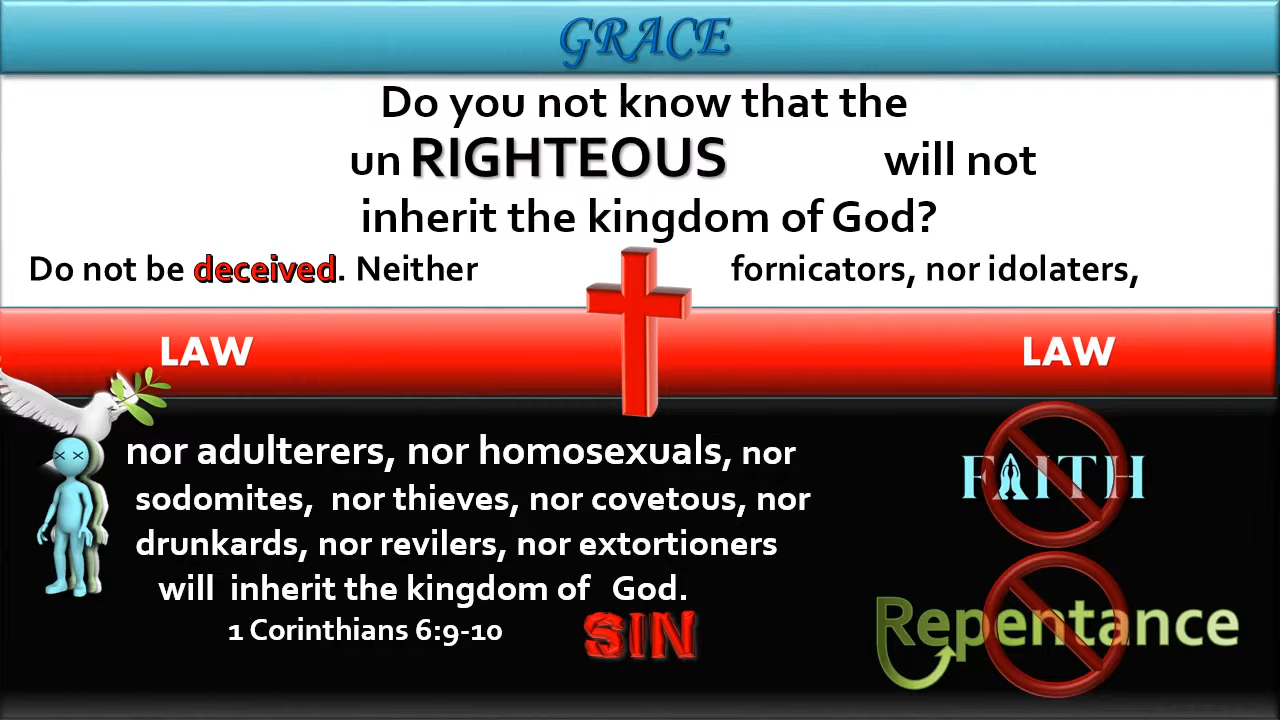 GRACE
Do you not know that the
un RIGHTEOUS will not
inherit the kingdom of God?
Do not be deceived. Neither fornicators, nor idolaters,
LAW LAW
nor adulterers, nor homosexuals, nor
sodomites, nor thieves, nor covetous, nor
drunkards, nor revilers, nor extortioners
will inherit the kingdom of God.
1 Corinthians 6:9-10
SIN
FAITH
Repentance